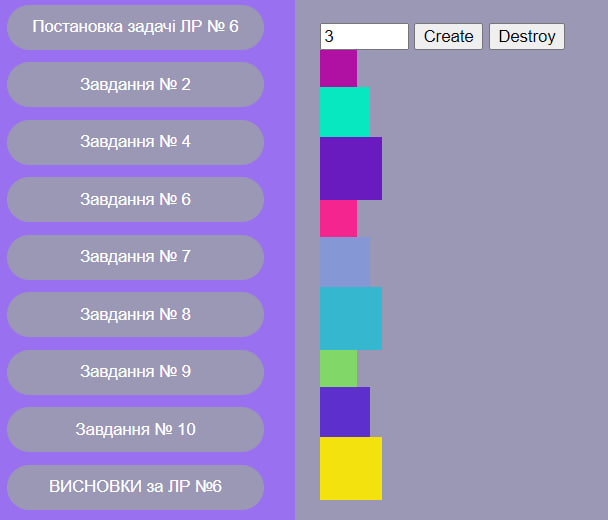 Постановка задачі ЛР № 6
Завдання № 2
Завдання № 4
Завдання № 6
Завдання № 7
Завдання № 8
Завдання № 9
Завдання № 10
ВИСНОВКИ за ЛР №6
3 Create Destroy